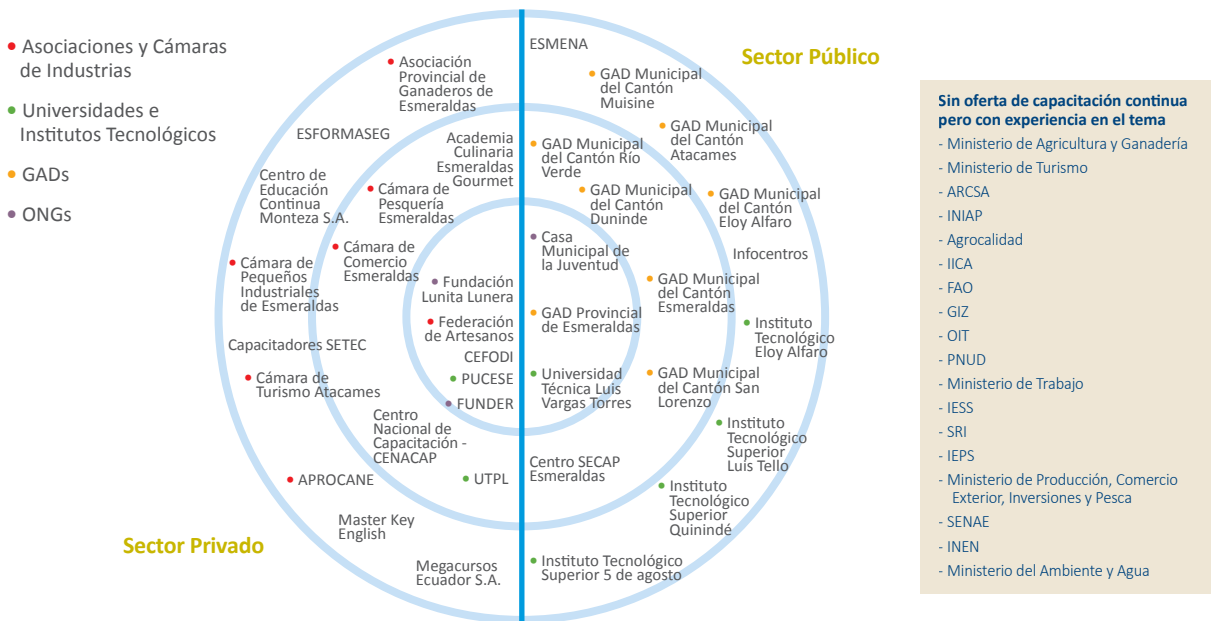 Asociaciones y Cámaras
de Industrias
Universidades e
Institutos Tecnológicos
GADs
ONGs
Sector Privado
Asociación
Provincial de
Ganaderos de
Esmeraldas
ESFORMASEG
Academia
Culinaria
Esmeraldas
Gourmet
Centro de
Educación
Continua
Monteza S.A.
Cámara de
Pesquería
Esmeraldas
Cámara de
Comercio
Esmeraldas
Cámara de
Pequeños
Industriales
de Esmeraldas
Fundación
Lunita Lunera
Federación
de Artesanos
CEFODI
Capacitadores SETEC
PUCESE
Cámara de
Turismo Atacames
FUNDER
Centro
Nacional de
Capacitación -
CENACAP
APROCANE
UTPL
Master Key
English
Megacursos
Ecuador S.A.
Sector Público
ESMENA
GAD Municipal
del Cantón
Muisine
GAD Municipal
del Cantón
Atacames
GAD Municipal
del Cantón Río
Verde
GAD Municipal
del Cantón
Duninde
GAD Municipal
del Cantón
Eloy Alfaro
Casa
Municipal de
la Juventud
Infocentros
GAD Municipal
del Cantón
Esmeraldas
GAD Provincial
de Esmeraldas
Instituto
Tecnológico
Eloy Alfaro
Universidad
Técnica Luis
Vargas Torres
GAD Municipal
del Cantón San
Lorenzo
Instituto
Tecnológico
Superior
Luis Tello
Centro SECAP
Esmeraldas
Instituto
Tecnológico
Superior
Quinindé
Instituto Tecnológico
Superior 5 de agosto
Sin oferta de capacitación continua
pero con experiencia en el tema
- Ministerio de Agricultura y Ganadería
- Ministerio de Turismo
- ARCSA
- INIAP
- Agrocalidad
- IICA
- FAO
- GIZ
- OIT
- PNUD
- Ministerio de Trabajo
- IESS
- SRI
- IEPS
- Ministerio de Producción, Comercio
Exterior, Inversiones y Pesca
- SENAE
- INEN
- Ministerio del Ambiente y Agua